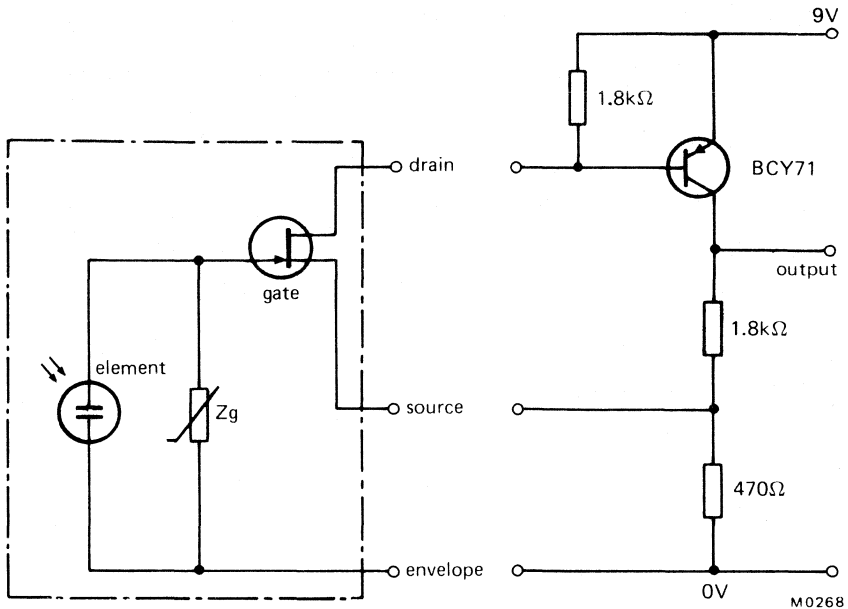 9V
1.8kΩ
drain
BCY71
gate
output
1.8kΩ
element
Zg
source
470Ω
envelope
0V
M0268